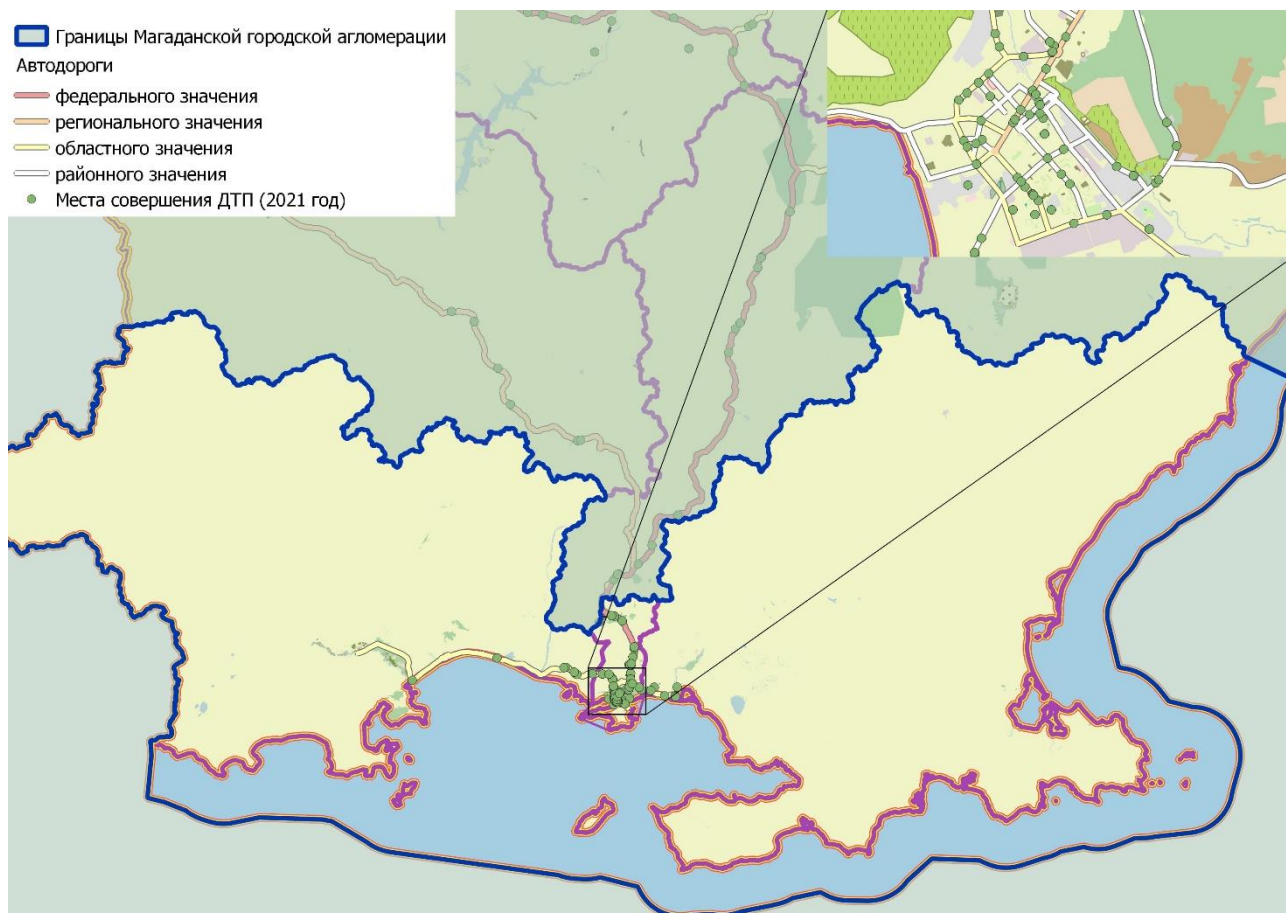 Границы Магаданской городской агломерации
Автодороги
федерального значения
регионального значения
областного значения
районного значения
Места совершения ДТП (2021 год)